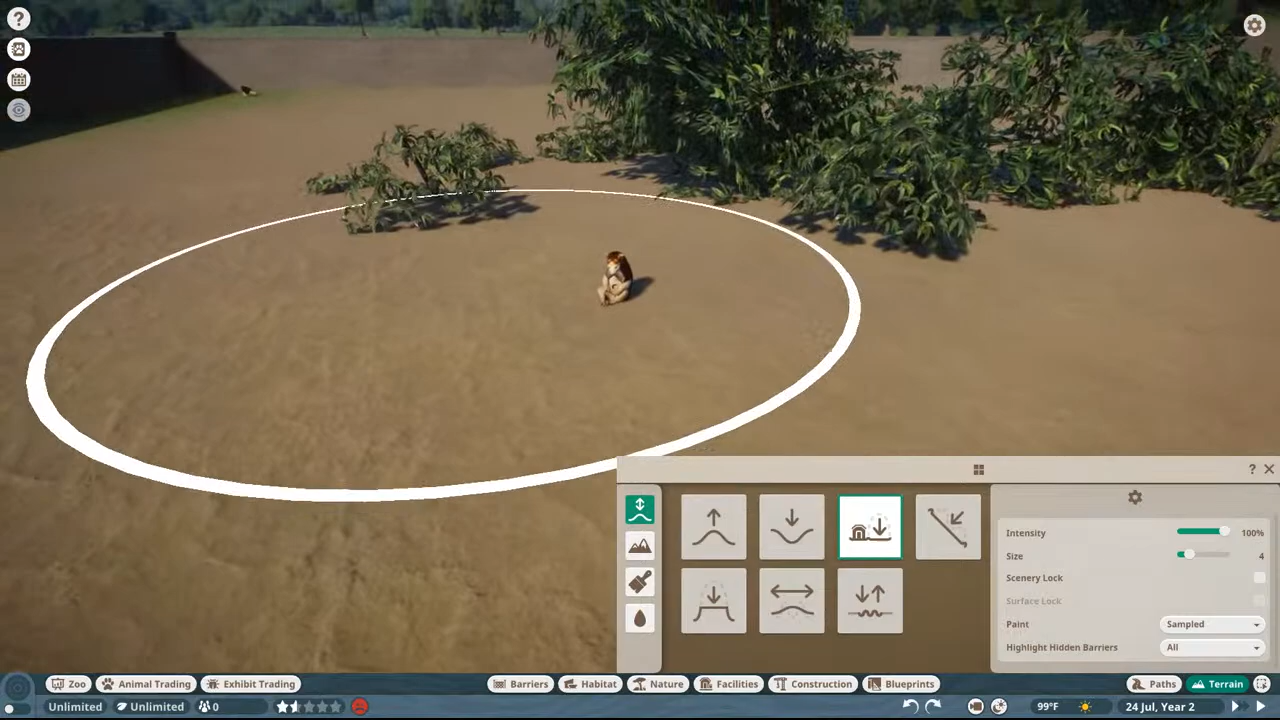 ?
? ×
Intensity 100%
Size 4
Scenery Lock
Surface Lock
Paint Sampled
Highlight Hidden Barriers All
Zoo Animal Trading Exhibit Trading Barriers Habitat Nature Facilities Construction Blueprints Paths Terrain
Unlimited Unlimited 0 99°F 24 Jul, Year 2